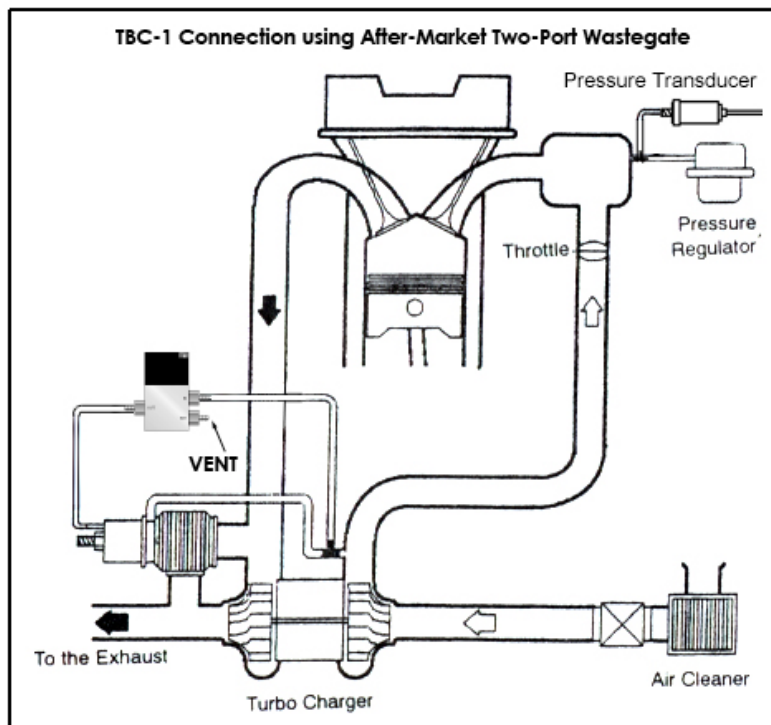 TBC-1 Connection using After-Market Two-Port Wastegate
Pressure Transducer
Pressure
Regulator
Throttle
VENT
To the Exhaust
Turbo Charger
Air Cleaner